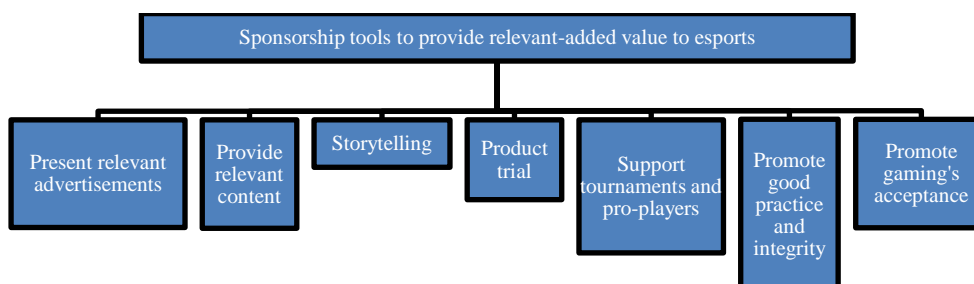 Sponsorship tools to provide relevant-added value to esports
Present relevant
advertisements
Provide
relevant
content
Storytelling
Product
trial
Support
tournaments and
pro-players
Promote
good
practice
and
integrity
Promote
gaming's
acceptance